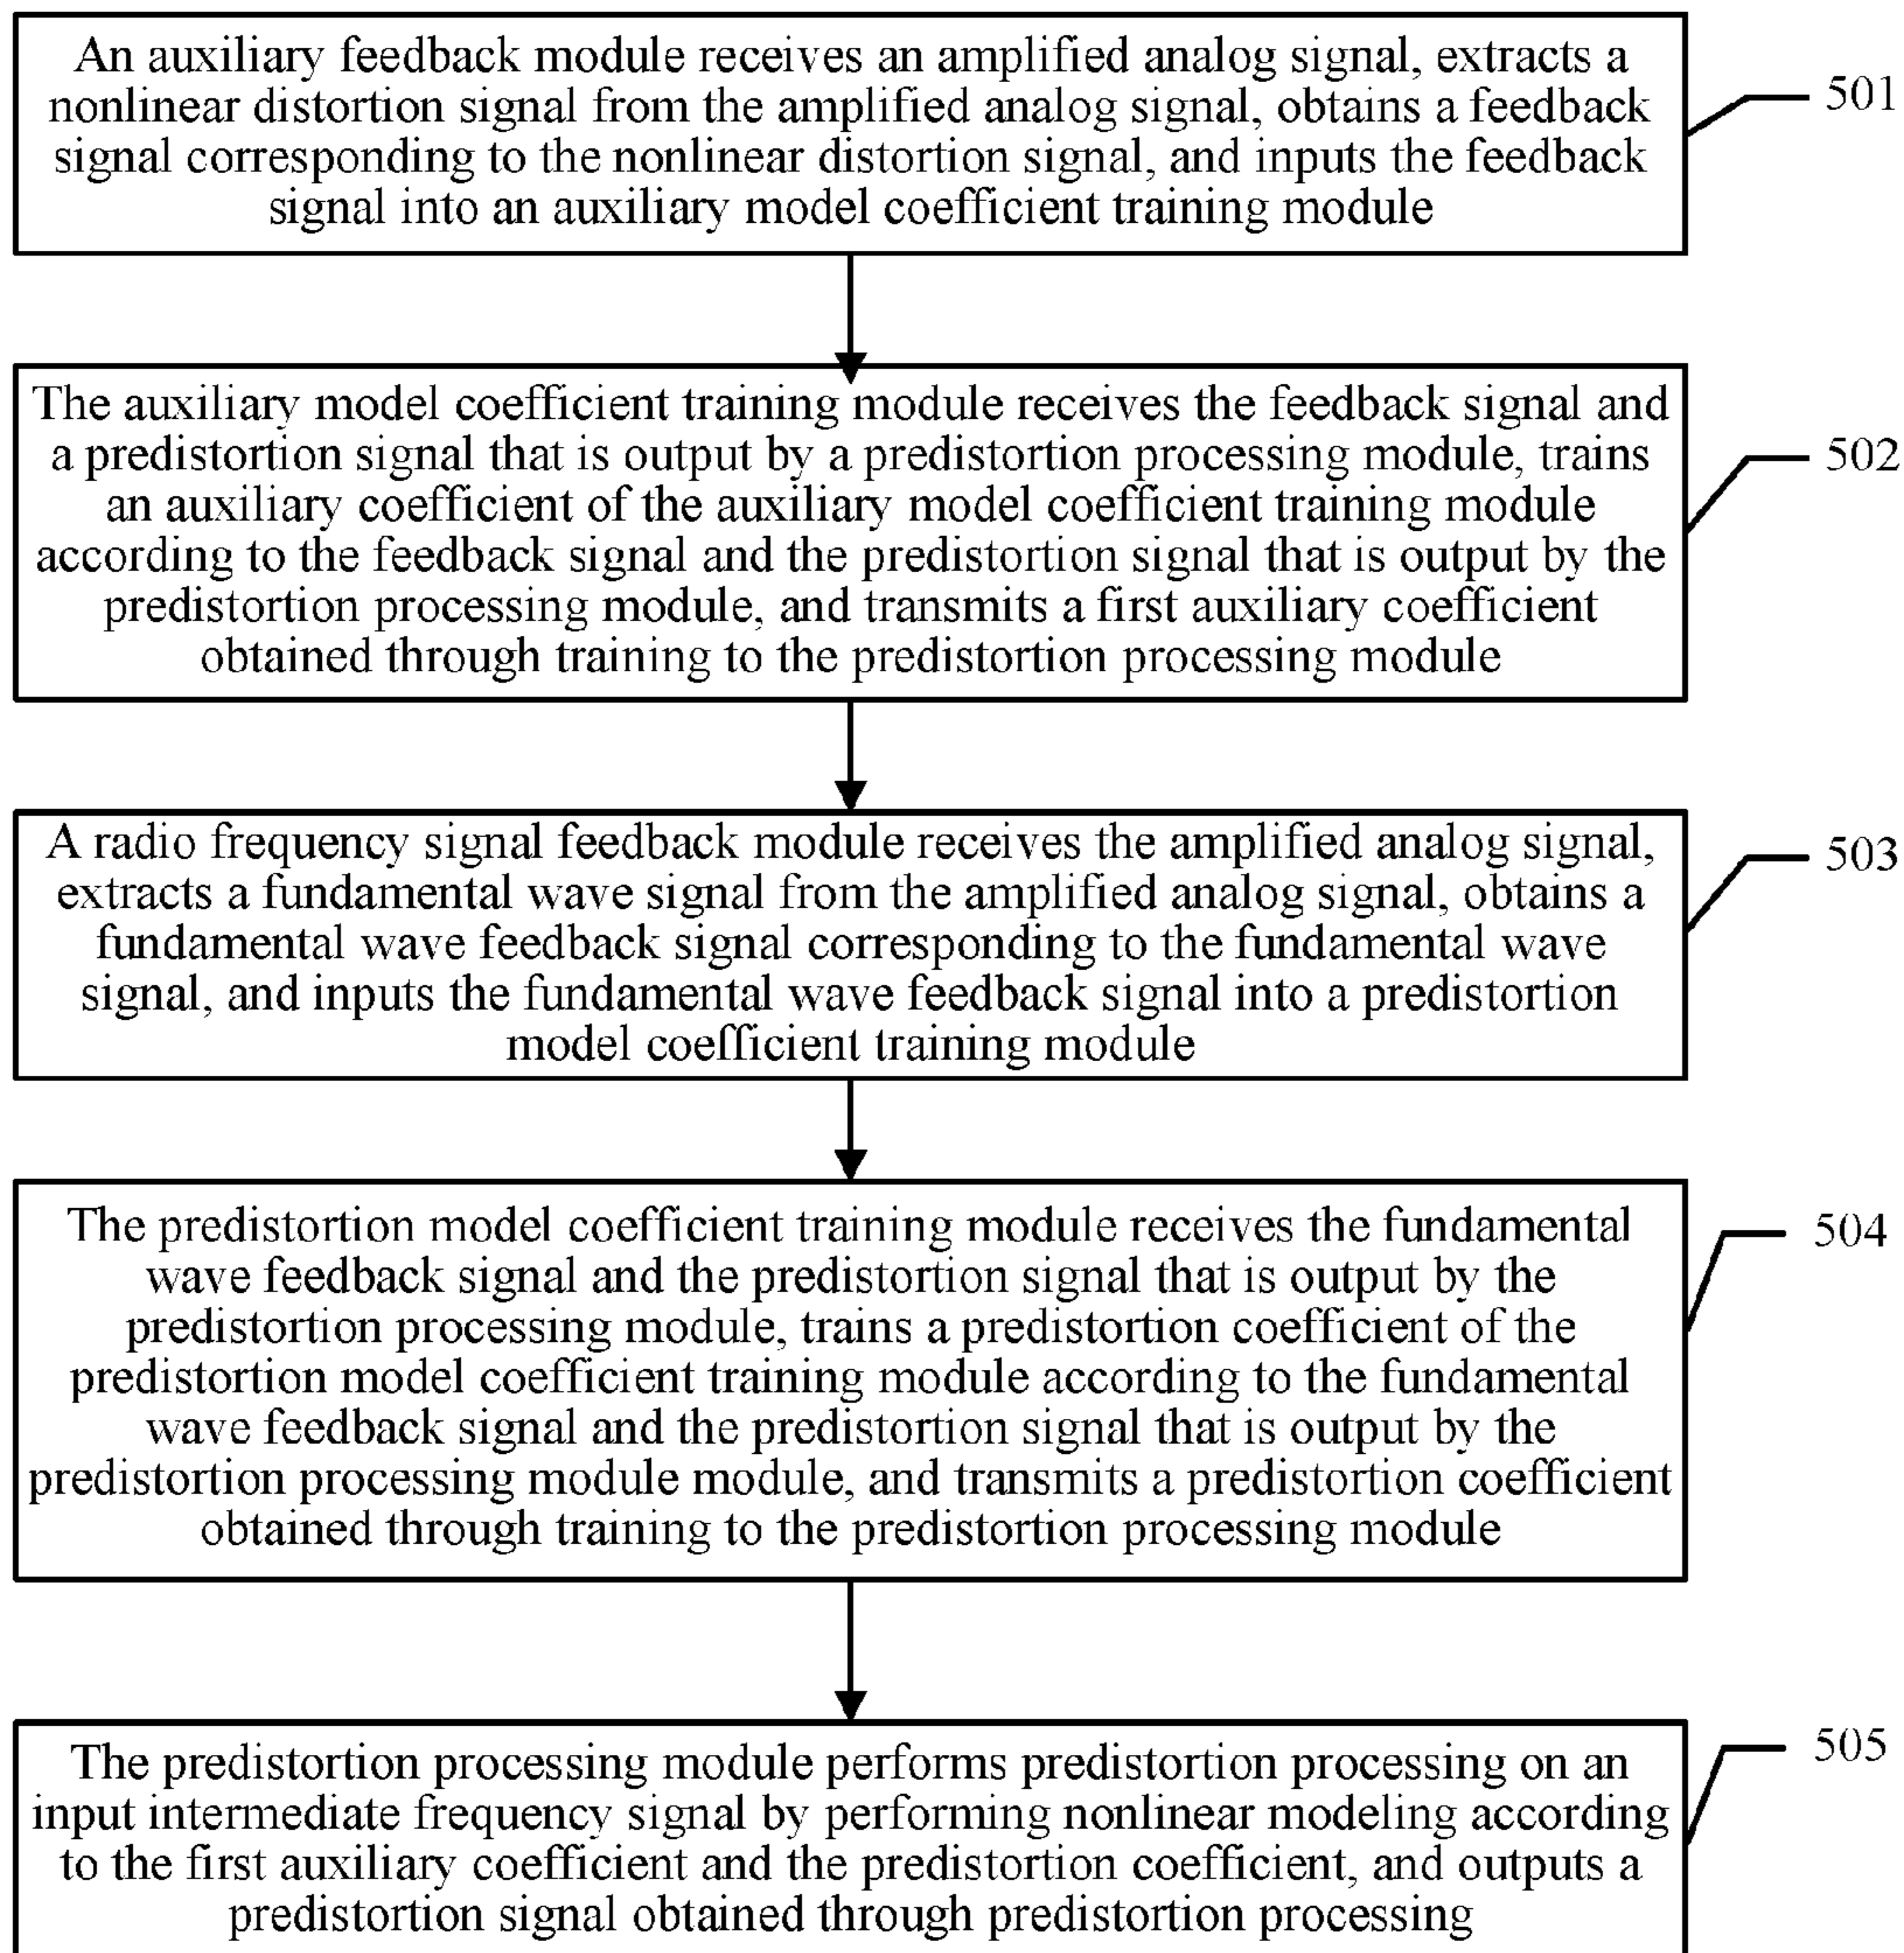 An auxiliary feedback module receives an amplified analog signal, extracts a
nonlinear distortion signal from the amplified analog signal, obtains a feedback
signal corresponding to the nonlinear distortion signal, and inputs the feedback
signal into an auxiliary model coefficient training module
501
The auxiliary model coefficient training module receives the feedback signal and
a predistortion signal that is output by a predistortion processing module, trains
an auxiliary coefficient of the auxiliary model coefficient training module
according to the feedback signal and the predistortion signal that is output by the
predistortion processing module, and transmits a first auxiliary coefficient
obtained through training to the predistortion processing module
502
A radio frequency signal feedback module receives the amplified analog signal,
extracts a fundamental wave signal from the amplified analog signal, obtains a
fundamental wave feedback signal corresponding to the fundamental wave
signal, and inputs the fundamental wave feedback signal into a predistortion
model coefficient training module
503
The predistortion model coefficient training module receives the fundamental
wave feedback signal and the predistortion signal that is output by the
predistortion processing module, trains a predistortion coefficient of the
predistortion model coefficient training module according to the fundamental
wave feedback signal and the predistortion signal that is output by the
predistortion processing module module, and transmits a predistortion coefficient
obtained through training to the predistortion processing module
504
The predistortion processing module performs predistortion processing on an
input intermediate frequency signal by performing nonlinear modeling according
to the first auxiliary coefficient and the predistortion coefficient, and outputs a
predistortion signal obtained through predistortion processing
505